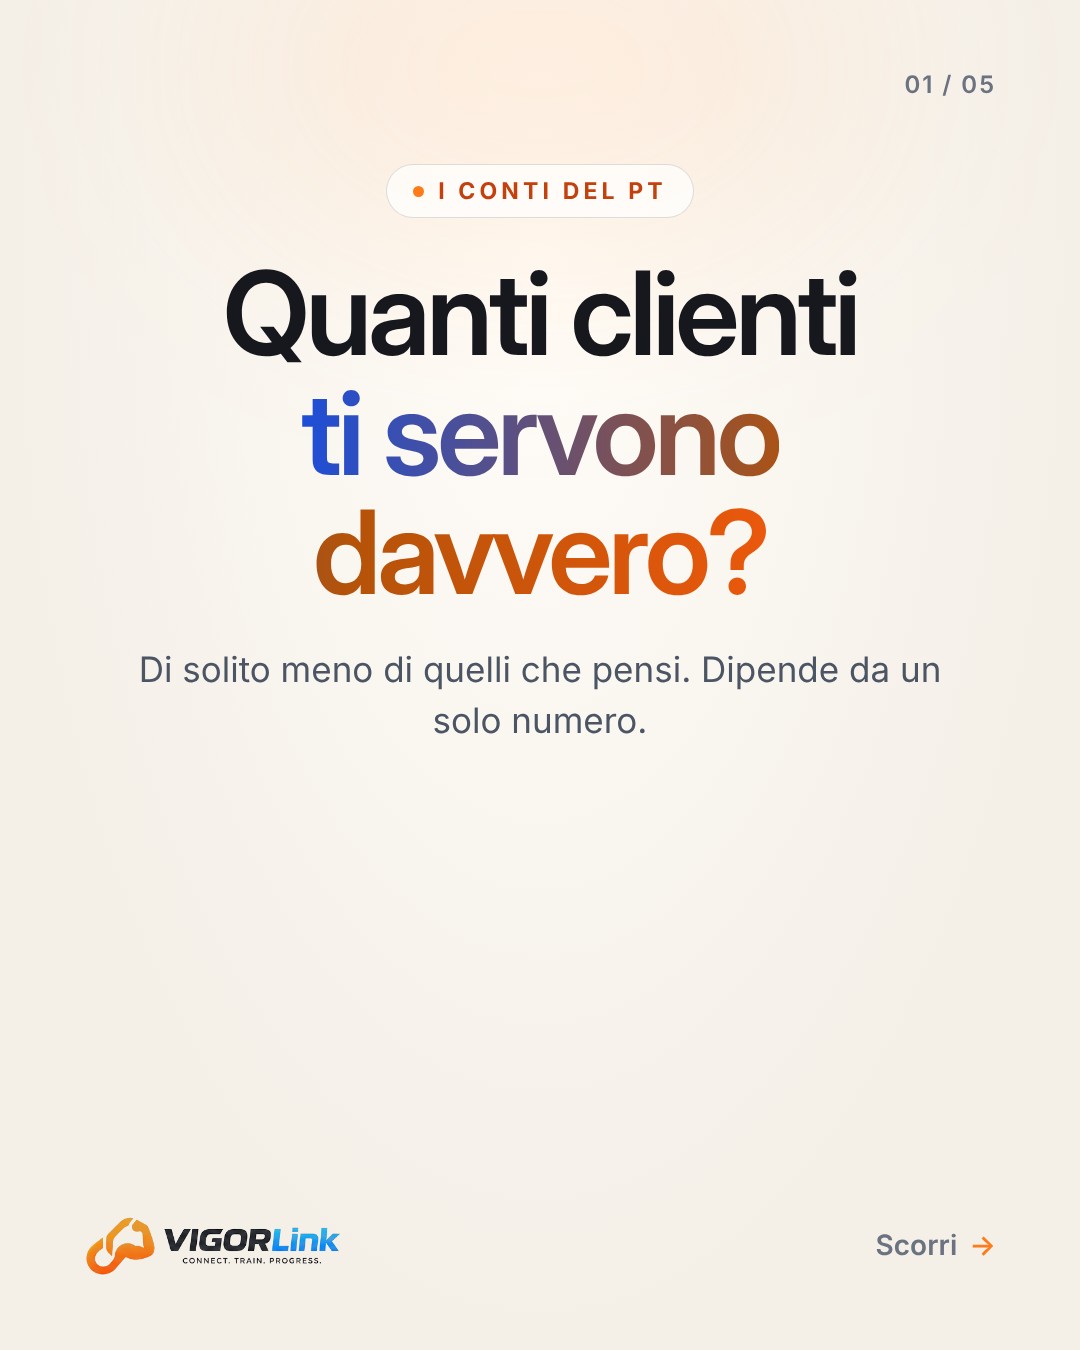 01 / 05
I CONTI DEL PT
Quanti clienti
ti servono
davvero?
Di solito meno di quelli che pensi. Dipende da un
solo numero.
VIGORLink
CONNECT. TRAIN. PROGRESS.
Scorri →